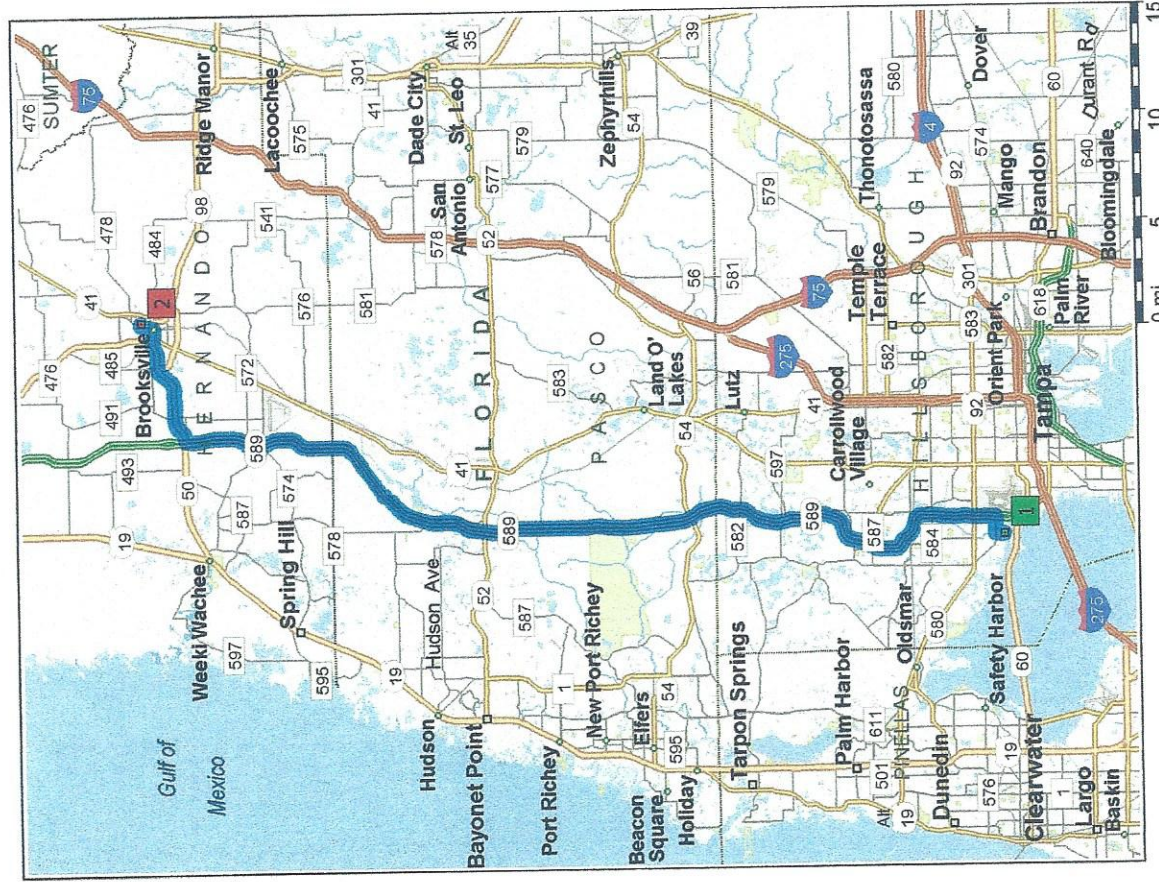 476
SUMTER
75
15
19
493
491
476
485
41
478
484
Ridge Manor
Brooksville
2
98
Weeki Wachee
50
HERNANDO
Lacoochee
597
587
589
572
541
575
Spring Hill
574
576
301
595
578
581
41
Alt
35
Gulf of
Mexico
19
Hudson Ave
Hudson
Dade City
St. Leo
578
San
Antonio
577
Bayonet Point
52
41
FLORIDA
52
589
579
587
Port Richey
1
583
PASCO
New Port Richey
Zephyrhills
54
39
Elfers
Land O'
Lakes
Beacon
Square
54
595
54
56
Holiday
Tarpon Springs
582
Lutz
581
579
275
75
597
41
589
Palm Harbor
Carrollwood
Village
Temple
Terrace
Thonotosassa
580
611
501
587
582
PINELLAS
Oldsmar
584
HILLSBOROUGH
4
Alt
19
Dunedin
580
92
583
301
92
574
Dover
576
Safety Harbor
Orient Park
Mango
19
1
Clearwater
60
Tampa
618
Brandon
60
Palm
River
640
Durant Rd
1
Largo
Baskin
275
Bloomingdale
0 mi
5
10
15